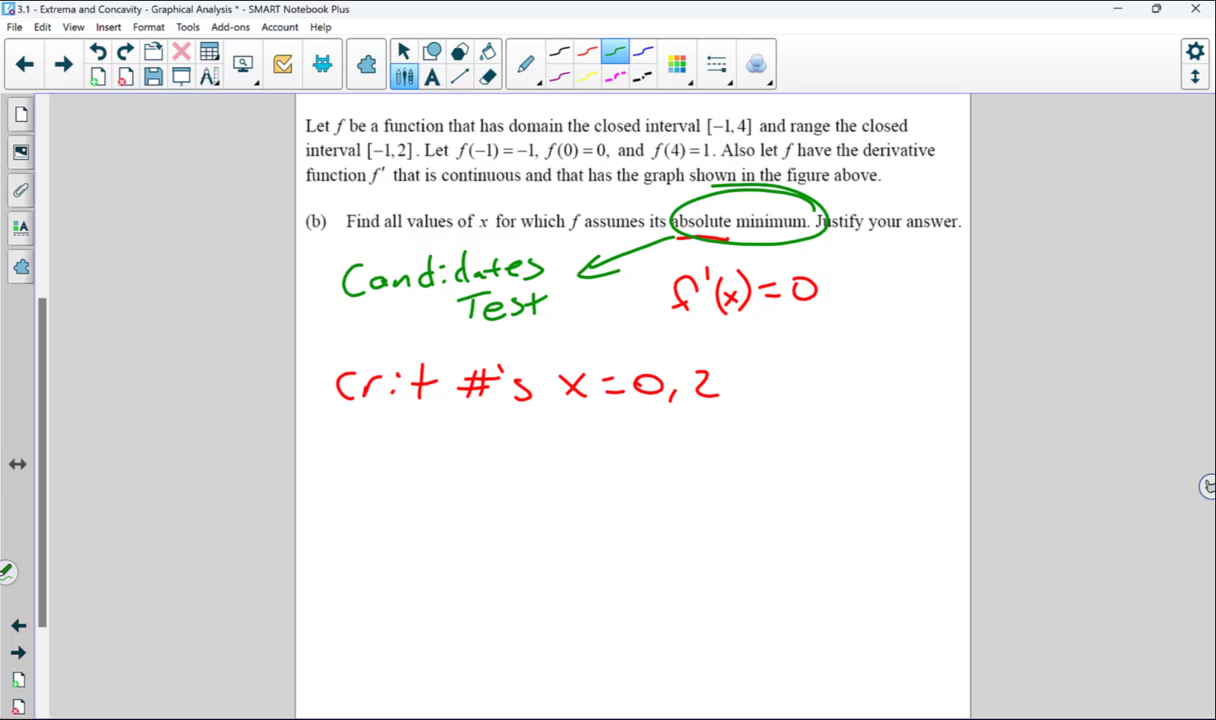 3.1 - Extrema and Concavity - Graphical Analysis * - SMART Notebook Plus
File Edit View Insert Format Tools Add-ons Account Help
Let f be a function that has domain the closed interval [−1, 4] and range the closed
interval [−1, 2]. Let f(−1) = −1, f(0) = 0, and f(4) = 1. Also let f have the derivative
function f′ that is continuous and that has the graph shown in the figure above.
(b) Find all values of x for which f assumes its absolute minimum. Justify your answer.
Candidates
Test
f'(x) = 0
crit #'s x = 0, 2